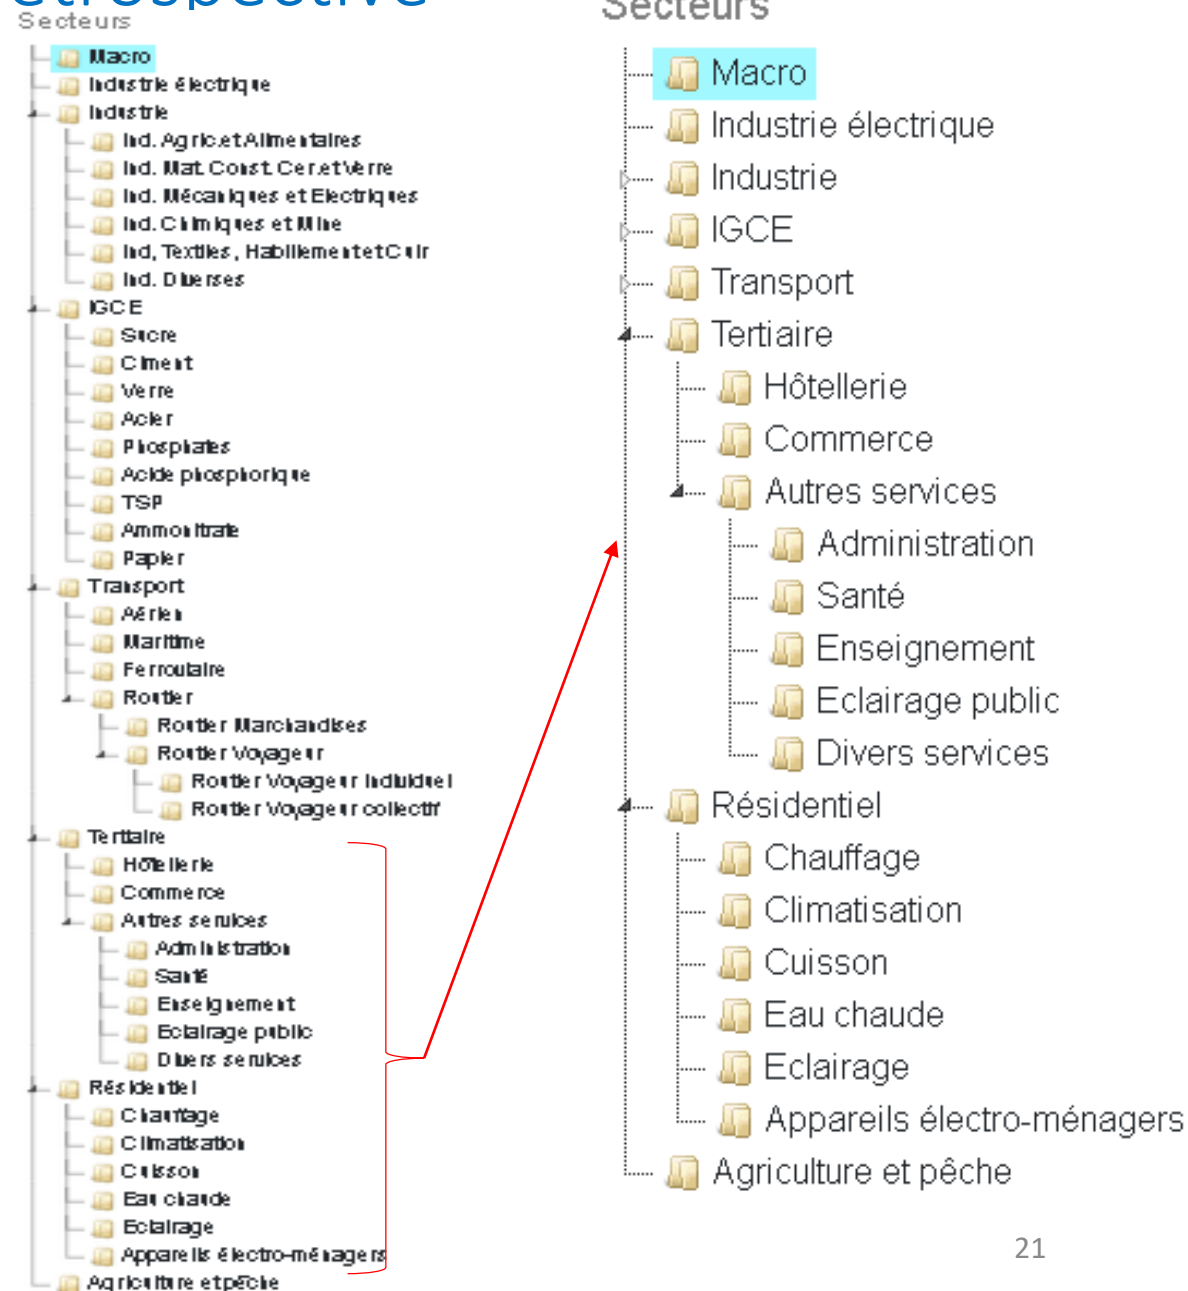 étrospective
Secteurs
Macro
Industrie électrique
Industrie
Ind. Agric.et Alimentaires
Ind. Mat. Const. Cer.et Verre
Ind. Mécaniques et Electriques
Ind. Chimiques et Mine
Ind, Textiles, Habillement et Cuir
Ind. Diverses
IGCE
Sucre
Ciment
Verre
Acier
Phosphates
Acide phosphorique
TSP
Ammonitrate
Papier
Transport
Aérien
Maritime
Ferroutaire
Routier
Routier Marchandises
Routier Voyageur
Routier Voyageur Individuel
Routier Voyageur collectif
Tertiaire
Hôtellerie
Commerce
Autres services
Administration
Santé
Enseignement
Eclairage public
Divers services
Résidentiel
Chauffage
Climatisation
Cuisson
Eau chaude
Eclairage
Appareils électro-ménagers
Agriculture et pêche
Secteurs
Macro
Industrie électrique
Industrie
IGCE
Transport
Tertiaire
Hôtellerie
Commerce
Autres services
Administration
Santé
Enseignement
Eclairage public
Divers services
Résidentiel
Chauffage
Climatisation
Cuisson
Eau chaude
Eclairage
Appareils électro-ménagers
Agriculture et pêche
21